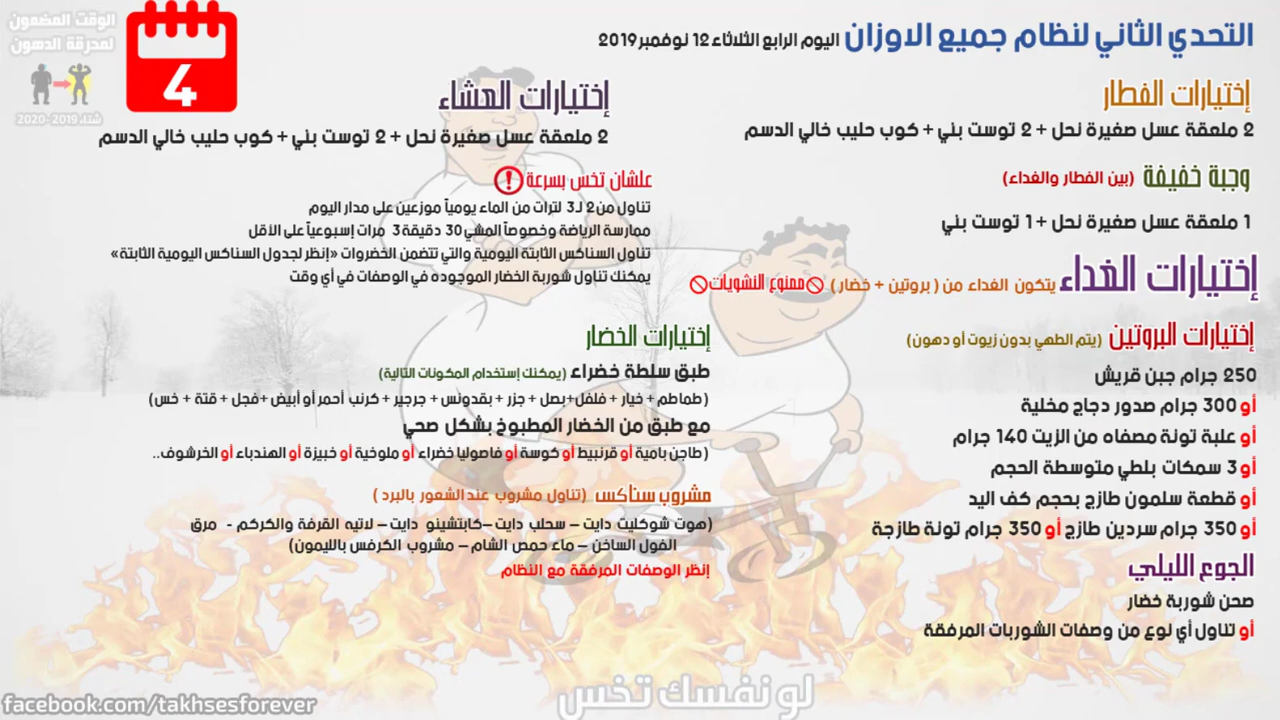 التحدي الثاني لنظام جميع الاوزان اليوم الرابع الثلاثاء 12 نوفمبر 2019
الوقت المضمون
لمحرقة الدهون
شتاء 2019-2020
4
إختيارات الفطار
2 ملعقة عسل صغيرة نحل + 2 توست بني + كوب حليب خالي الدسم
وجبة خفيفة (بين الفطار والغداء)
1 ملعقة عسل صغيرة نحل + 1 توست بني
إختيارات الغداء يتكون الغداء من ( بروتين + خضار ) ممنوع النشويات
إختيارات البروتين (يتم الطهي بدون زيوت أو دهون)
250 جرام جبن قريش
أو 300 جرام صدور دجاج مخلية
أو علبة تونة مصفاه من الزيت 140 جرام
أو 3 سمكات بلطي متوسطة الحجم
أو قطعة سلمون طازج بحجم كف اليد
أو 350 جرام سردين طازج أو 350 جرام تونة طازجة
الجوع الليلي
صحن شوربة خضار
أو تناول أي لوع من وصفات الشوربات المرفقة
إختيارات العشاء
2 ملعقة عسل صغيرة نحل + 2 توست بني + كوب حليب خالي الدسم
علشان تخس بسرعة !
تناول من 2 لـ 3 لترات من الماء يومياً موزعين على مدار اليوم
ممارسة الرياضة وخصوصاً المشي 30 دقيقة 3 مرات إسبوعياً على الأقل
تناول السناكس الثابتة اليومية والتي تتضمن الخضروات «إنظر لجدول السناكس اليومية الثابتة»
يمكنك تناول شوربة الخضار الموجوده في الوصفات في أي وقت
إختيارات الخضار
طبق سلطة خضراء (يمكنك إستخدام المكونات التالية)
(طماطم + خيار + فلفل+بصل + جزر + بقدونس + جرجير + كرنب أحمر أو أبيض+فجل + قتة + خس)
مع طبق من الخضار المطبوخ بشكل صحي
(طاجن بامية أو قرنبيط أو كوسة أو فاصوليا خضراء أو ملوخية أو خبيزة أو الهندباء أو الخرشوف..
مشروب سناكس (تناول مشروب عند الشعور بالبرد )
(هوت شوكليت دايت – سحلب دايت –كابتشينو دايت – لاتيه القرفة والكركم - مرق
الفول الساخن – ماء حمص الشام – مشروب الكرفس بالليمون)
إنظر الوصفات المرفقة مع النظام
لو نفسك تخس
facebook.com/takhsesforever